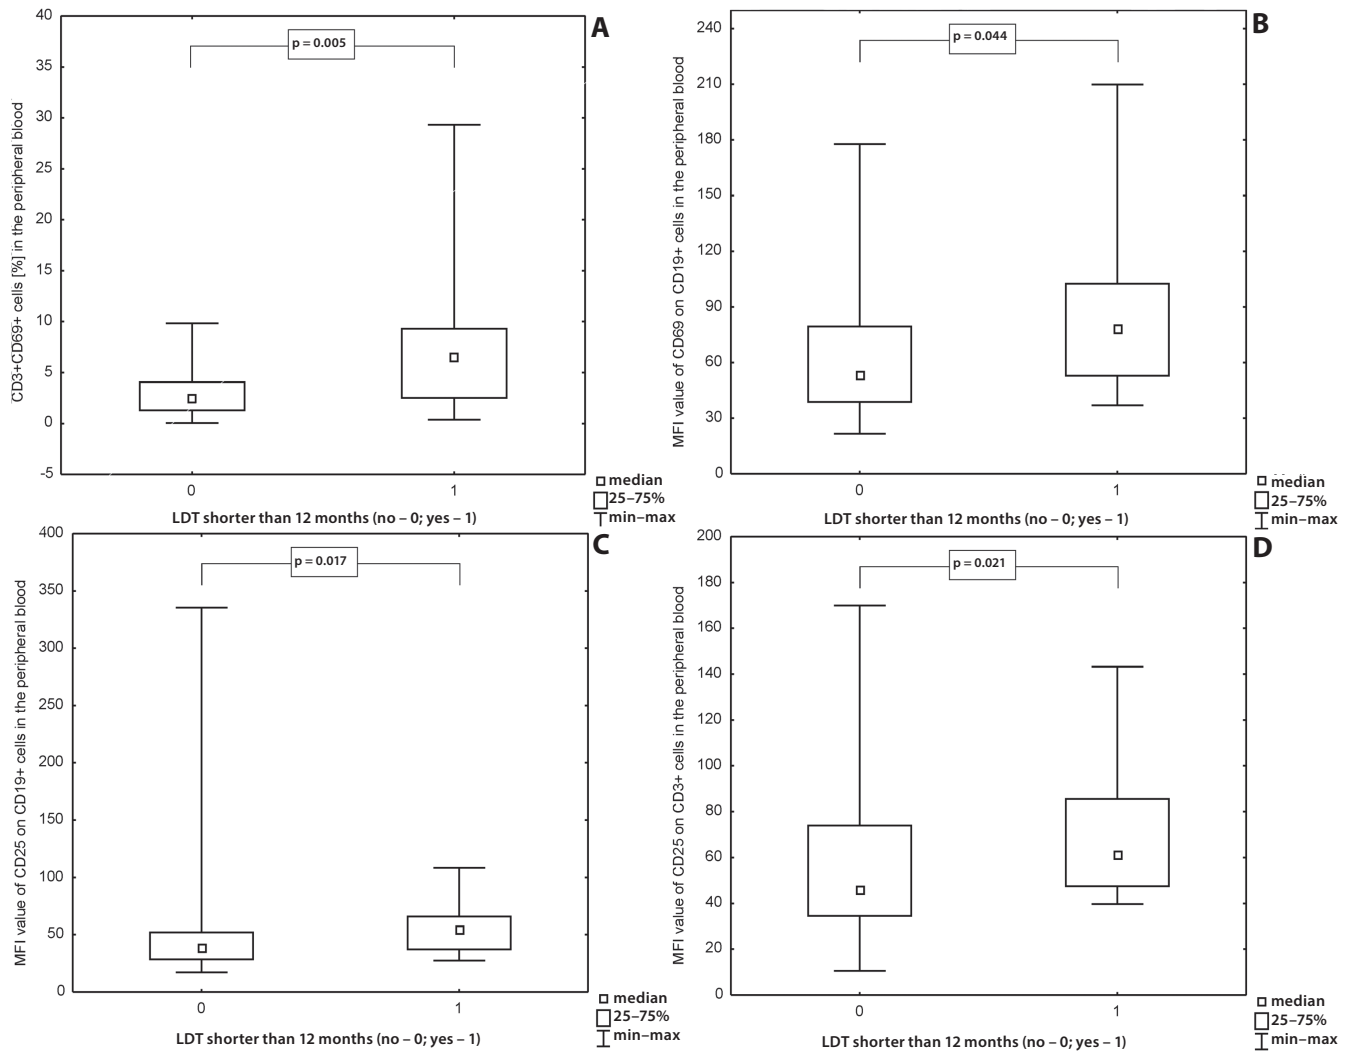 A
p = 0.005
CD3+CD69+ cells [%] in the peripheral blood
40
35
30
25
20
15
10
5
0
-5
0 1
LDT shorter than 12 months (no – 0; yes – 1)
median
25–75%
min–max
B
p = 0.044
MFI value of CD69 on CD19+ cells in the peripheral blood
240
210
180
150
120
90
60
30
0
0 1
LDT shorter than 12 months (no – 0; yes – 1)
median
25–75%
min–max
C
p = 0.017
MFI value of CD25 on CD19+ cells in the peripheral blood
400
350
300
250
200
150
100
50
0
0 1
LDT shorter than 12 months (no – 0; yes – 1)
median
25–75%
min–max
D
p = 0.021
MFI value of CD25 on CD3+ cells in the peripheral blood
200
180
160
140
120
100
80
60
40
20
0
0 1
LDT shorter than 12 months (no – 0; yes – 1)
median
25–75%
min–max